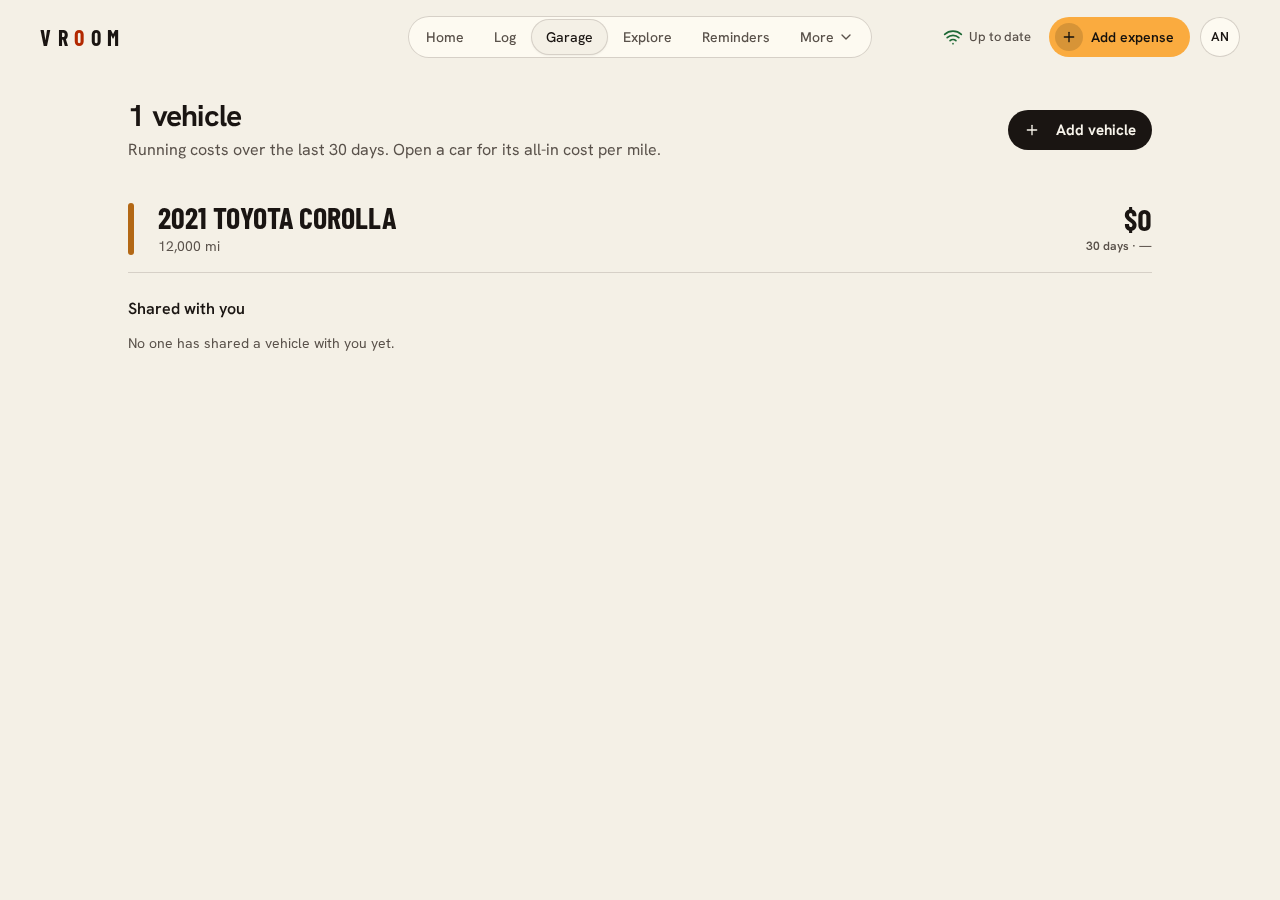 VROOM
Home Log Garage Explore Reminders More
Up to date
Add expense
AN
1 vehicle
Running costs over the last 30 days. Open a car for its all-in cost per mile.
Add vehicle
2021 TOYOTA COROLLA
$0
12,000 mi
30 days · —
Shared with you
No one has shared a vehicle with you yet.